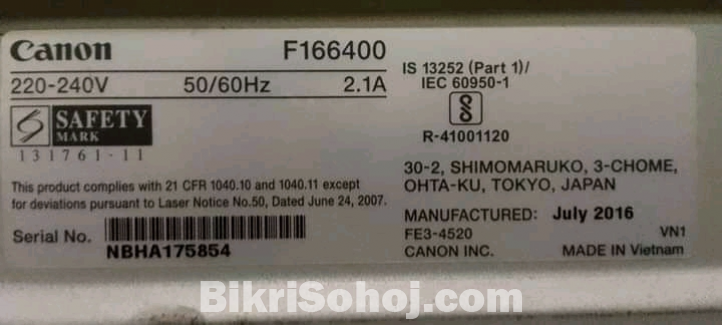 Canon F166400
220-240V 50/60Hz 2.1A
SAFETY
MARK
131761-11
This product complies with 21 CFR 1040.10 and 1040.11 except
for deviations pursuant to Laser Notice No.50, Dated June 24, 2007.
Serial No.
NBHA175854
IS 13252 (Part 1)/
IEC 60950-1
R-41001120
30-2, SHIMOMARUKO, 3-CHOME,
OHTA-KU, TOKYO, JAPAN
MANUFACTURED: July 2016
FE3-4520 VN1
CANON INC. MADE IN Vietnam
BikriSohoj.com